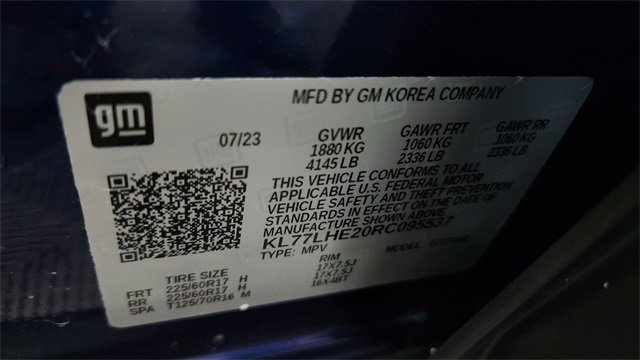 gm
MFD BY GM KOREA COMPANY
07/23
GVWR GAWR FRT GAWR RR
1880 KG 1060 KG 1060 KG
4145 LB 2336 LB 2336 LB
THIS VEHICLE CONFORMS TO ALL
APPLICABLE U.S. FEDERAL MOTOR
VEHICLE SAFETY AND THEFT PREVENTION
STANDARDS IN EFFECT ON THE DATE OF
MANUFACTURE SHOWN ABOVE.
KL77LHE20RC095537
TYPE: MPV MODEL:
TIRE SIZE RIM
FRT 225/60R17 H 17X7.5J
RR 225/60R17 H 17X7.5J
SPA T125/70R16 M 16X4BT